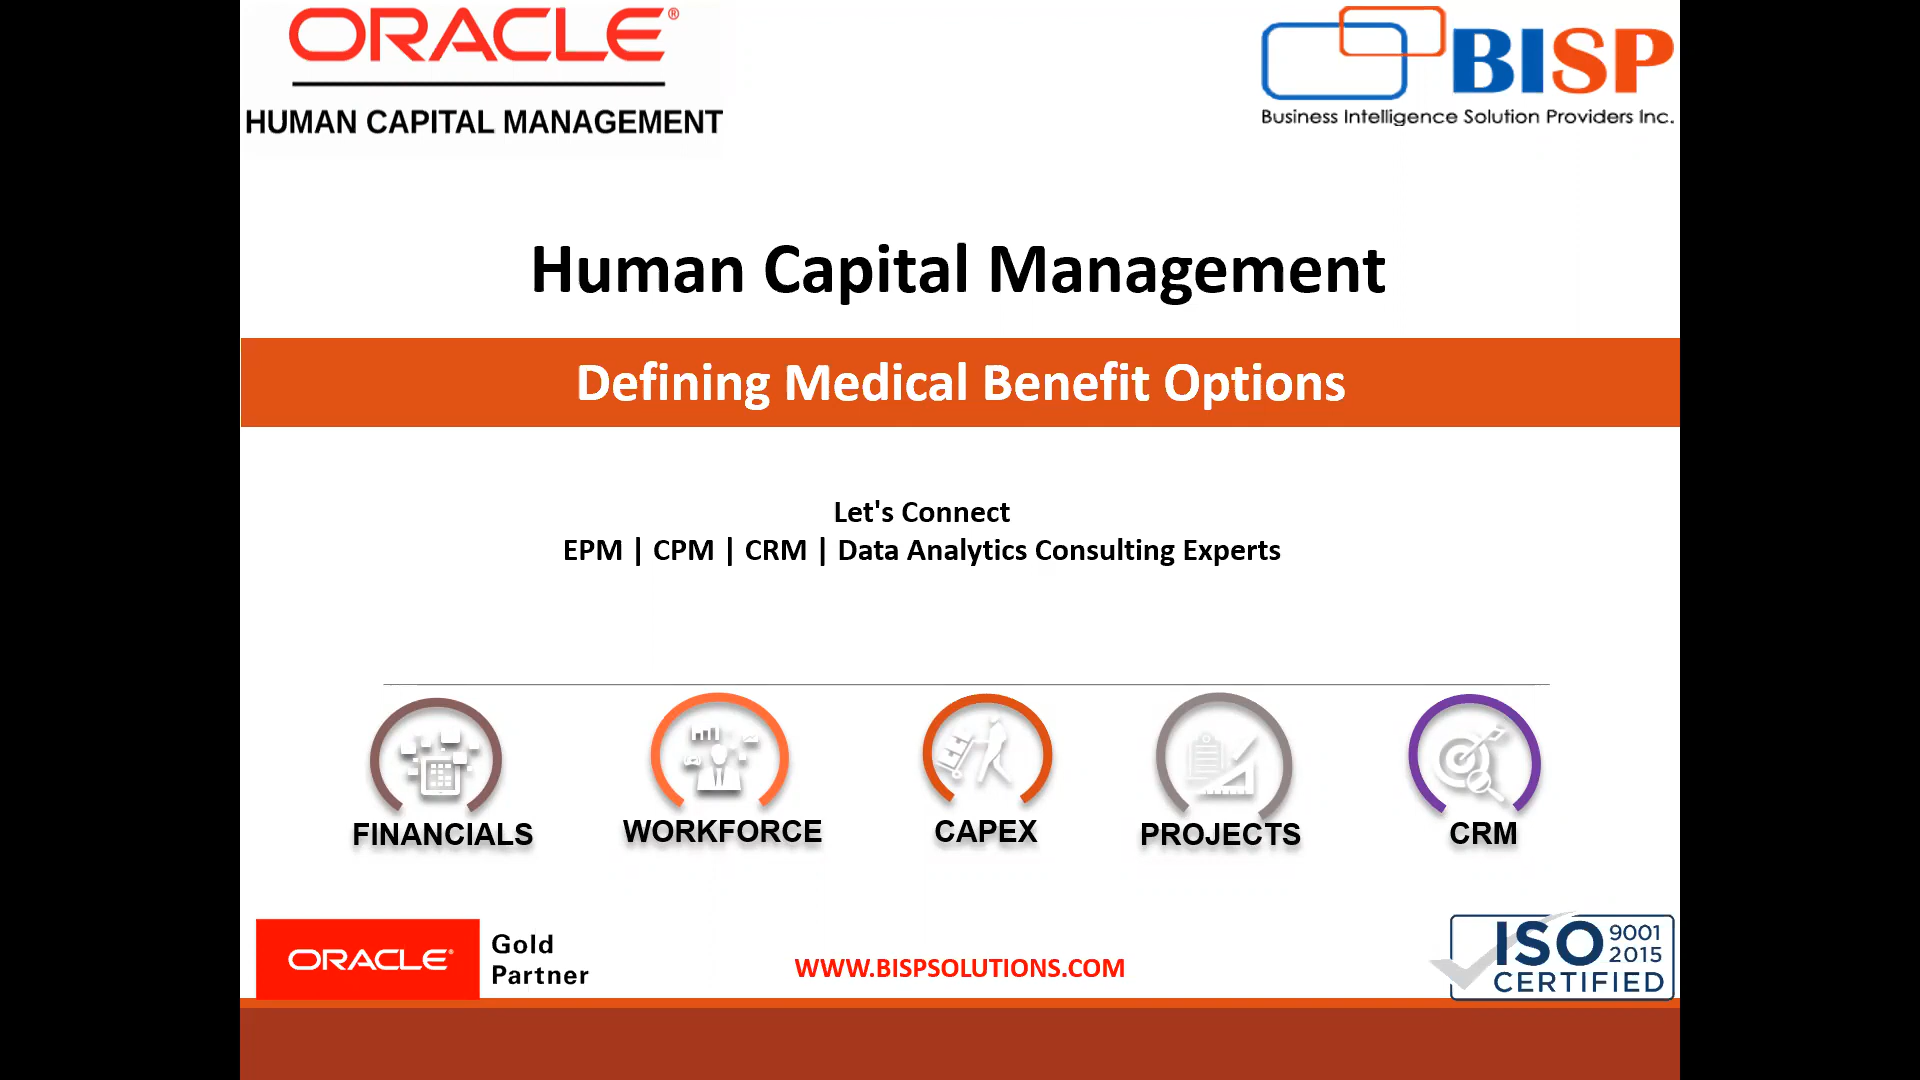 ORACLE®
HUMAN CAPITAL MANAGEMENT
BISP
Business Intelligence Solution Providers Inc.
Human Capital Management
Defining Medical Benefit Options
Let's Connect
EPM | CPM | CRM | Data Analytics Consulting Experts
FINANCIALS
WORKFORCE
CAPEX
PROJECTS
CRM
ORACLE®
Gold
Partner
WWW.BISPSOLUTIONS.COM
ISO 9001
2015
CERTIFIED